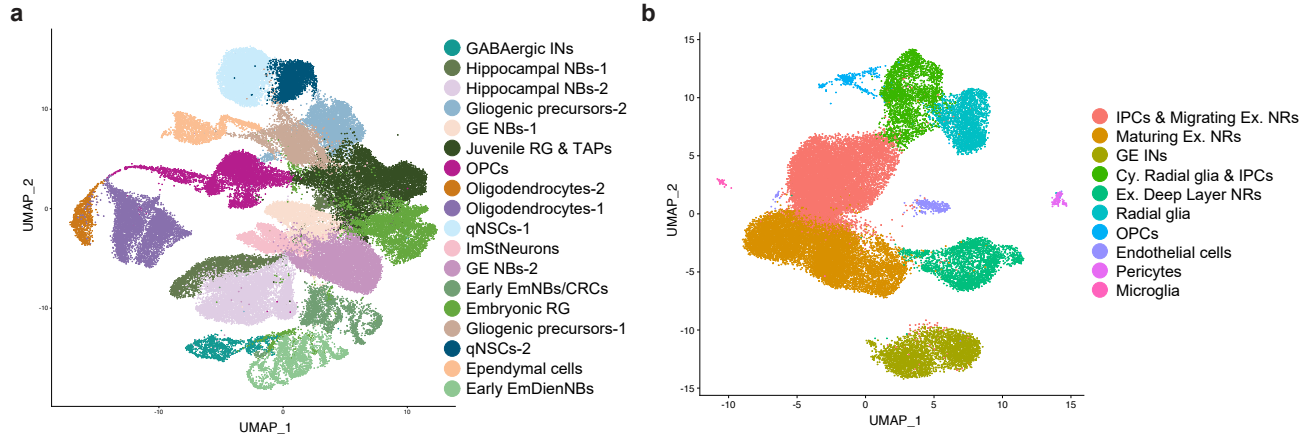 a
UMAP_2
10
0
-10
-10
0
10
UMAP_1
GABAergic INs
Hippocampal NBs-1
Hippocampal NBs-2
Gliogenic precursors-2
GE NBs-1
Juvenile RG & TAPs
OPCs
Oligodendrocytes-2
Oligodendrocytes-1
qNSCs-1
ImStNeurons
GE NBs-2
Early EmNBs/CRCs
Embryonic RG
Gliogenic precursors-1
qNSCs-2
Ependymal cells
Early EmDienNBs
b
UMAP_2
15
10
5
0
-5
-10
-15
-10
-5
0
5
10
15
UMAP_1
IPCs & Migrating Ex. NRs
Maturing Ex. NRs
GE INs
Cy. Radial glia & IPCs
Ex. Deep Layer NRs
Radial glia
OPCs
Endothelial cells
Pericytes
Microglia